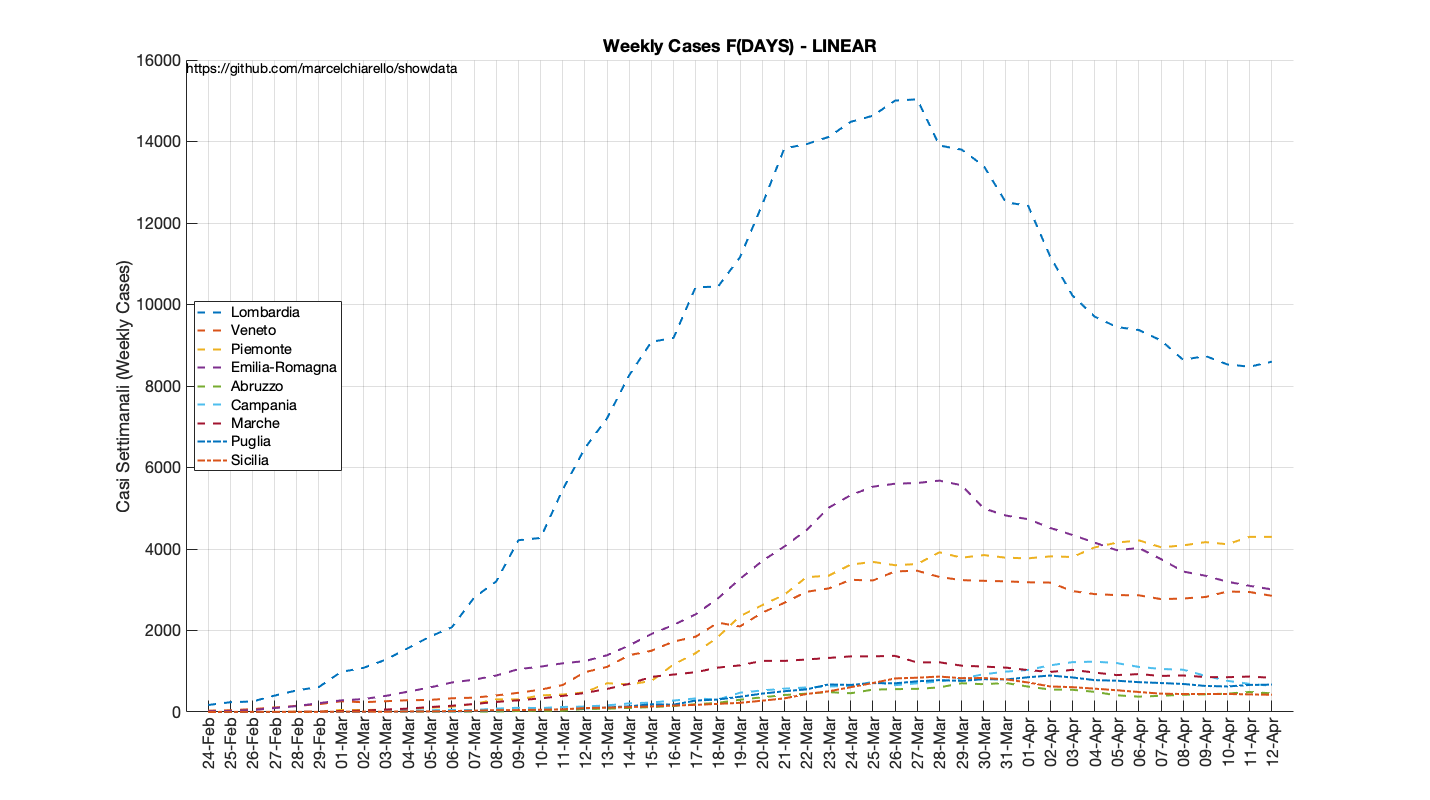 Weekly Cases F(DAYS) - LINEAR
https://github.com/marcelchiarello/showdata
Casi Settimanali (Weekly Cases)
16000
14000
12000
10000
8000
6000
4000
2000
0
Lombardia
Veneto
Piemonte
Emilia-Romagna
Abruzzo
Campania
Marche
Puglia
Sicilia
24-Feb
25-Feb
26-Feb
27-Feb
28-Feb
29-Feb
01-Mar
02-Mar
03-Mar
04-Mar
05-Mar
06-Mar
07-Mar
08-Mar
09-Mar
10-Mar
11-Mar
12-Mar
13-Mar
14-Mar
15-Mar
16-Mar
17-Mar
18-Mar
19-Mar
20-Mar
21-Mar
22-Mar
23-Mar
24-Mar
25-Mar
26-Mar
27-Mar
28-Mar
29-Mar
30-Mar
31-Mar
01-Apr
02-Apr
03-Apr
04-Apr
05-Apr
06-Apr
07-Apr
08-Apr
09-Apr
10-Apr
11-Apr
12-Apr